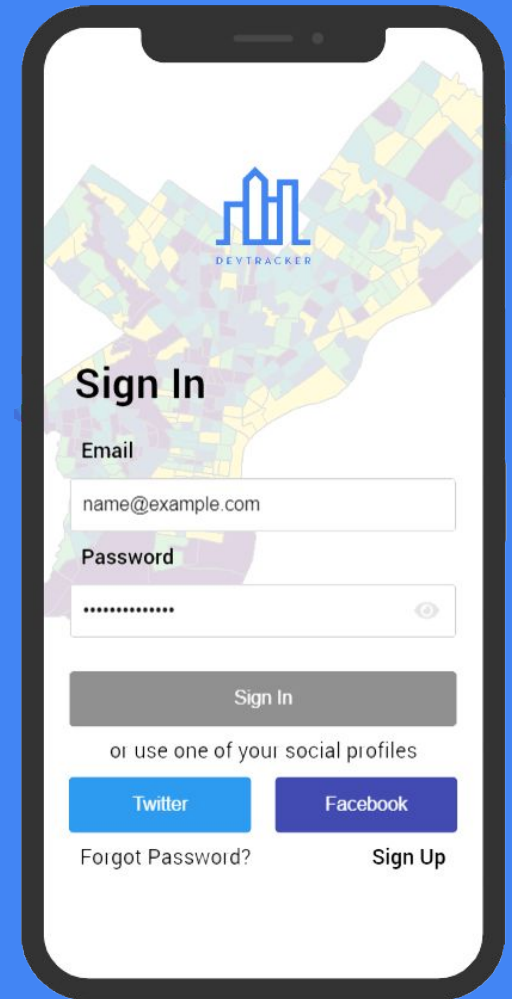 DEVTRACKER
Sign In
Email
name@example.com
Password
••••••••••••••
Sign In
or use one of your social profiles
Twitter Facebook
Forgot Password? Sign Up